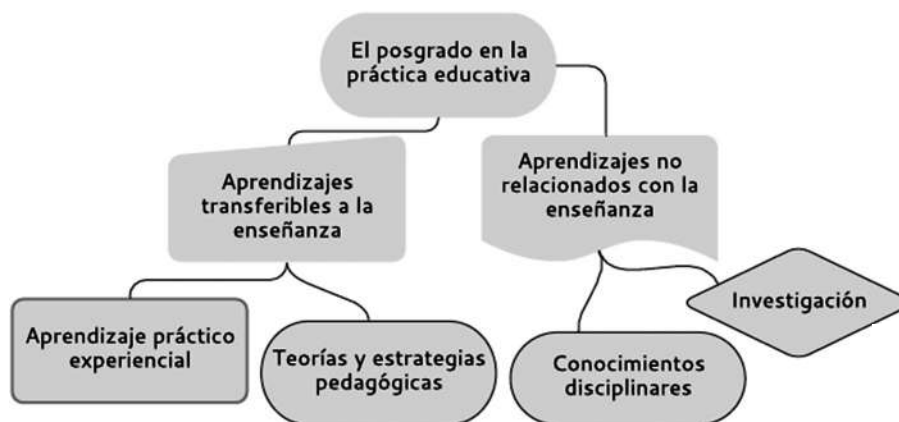 El posgrado en la
práctica educativa
Aprendizajes
transferibles a la
enseñanza
Aprendizajes no
relacionados con la
enseñanza
Aprendizaje práctico
experiencial
Teorías y estrategias
pedagógicas
Conocimientos
disciplinares
Investigación